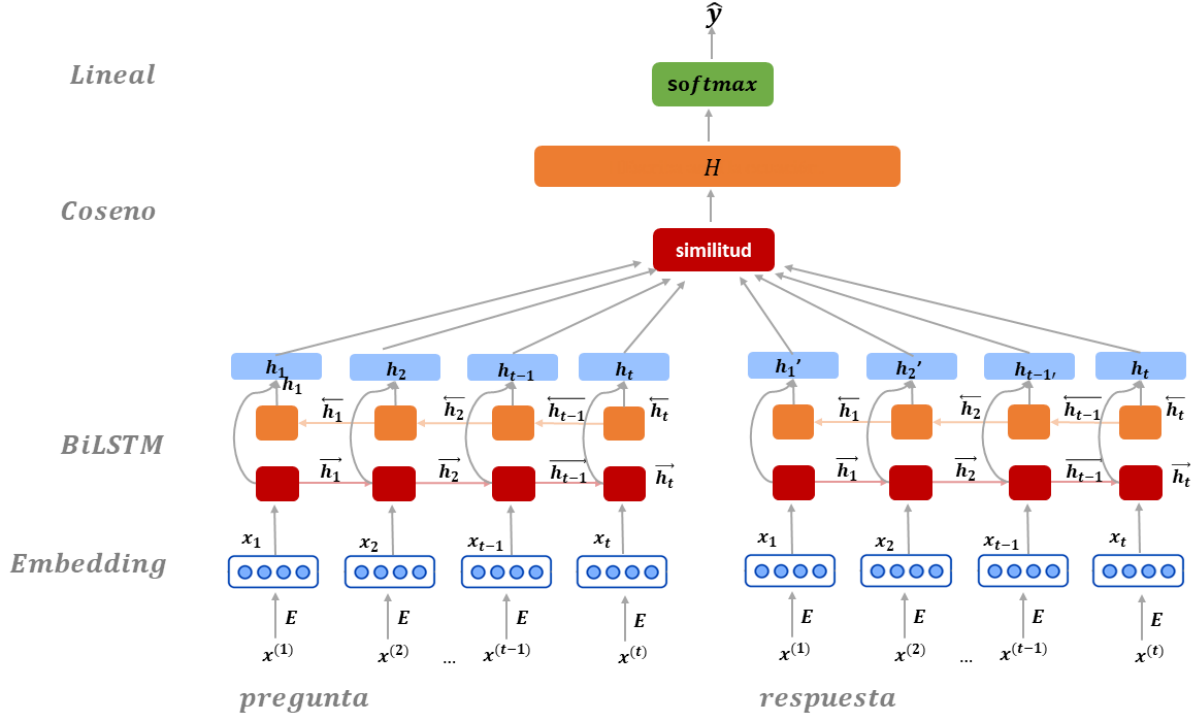 ŷ
Lineal
softmax
H
Coseno
similitud
h₁ h₂ hₜ₋₁ hₜ h₁′ h₂′ hₜ₋₁′ hₜ
h₁
←h₁ ←h₂ ←hₜ₋₁ ←hₜ ←h₁ ←h₂ ←hₜ₋₁ ←hₜ
BiLSTM
→h₁ →h₂ →hₜ₋₁ →hₜ →h₁ →h₂ →hₜ₋₁ →hₜ
x₁ x₂ xₜ₋₁ xₜ x₁ x₂ xₜ₋₁ xₜ
Embedding
E E E E E E E E
x⁽¹⁾ x⁽²⁾ ... x⁽ᵗ⁻¹⁾ x⁽ᵗ⁾ x⁽¹⁾ x⁽²⁾ ... x⁽ᵗ⁻¹⁾ x⁽ᵗ⁾
pregunta respuesta